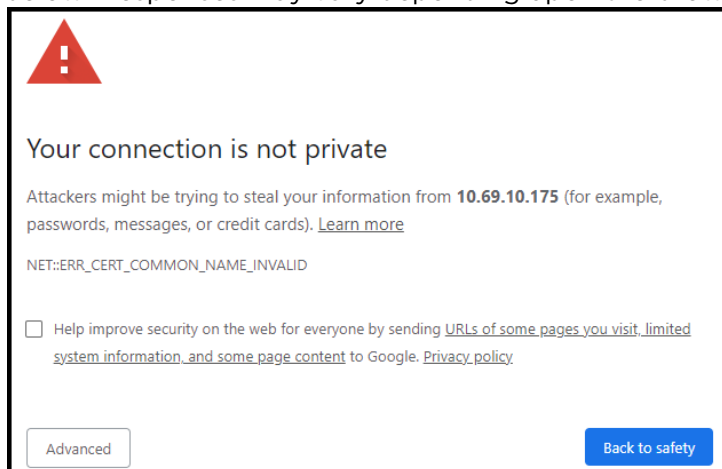 Your connection is not private
Attackers might be trying to steal your information from 10.69.10.175 (for example,
passwords, messages, or credit cards). Learn more
NET::ERR_CERT_COMMON_NAME_INVALID
Help improve security on the web for everyone by sending URLs of some pages you visit, limited
system information, and some page content to Google. Privacy policy
Advanced
Back to safety